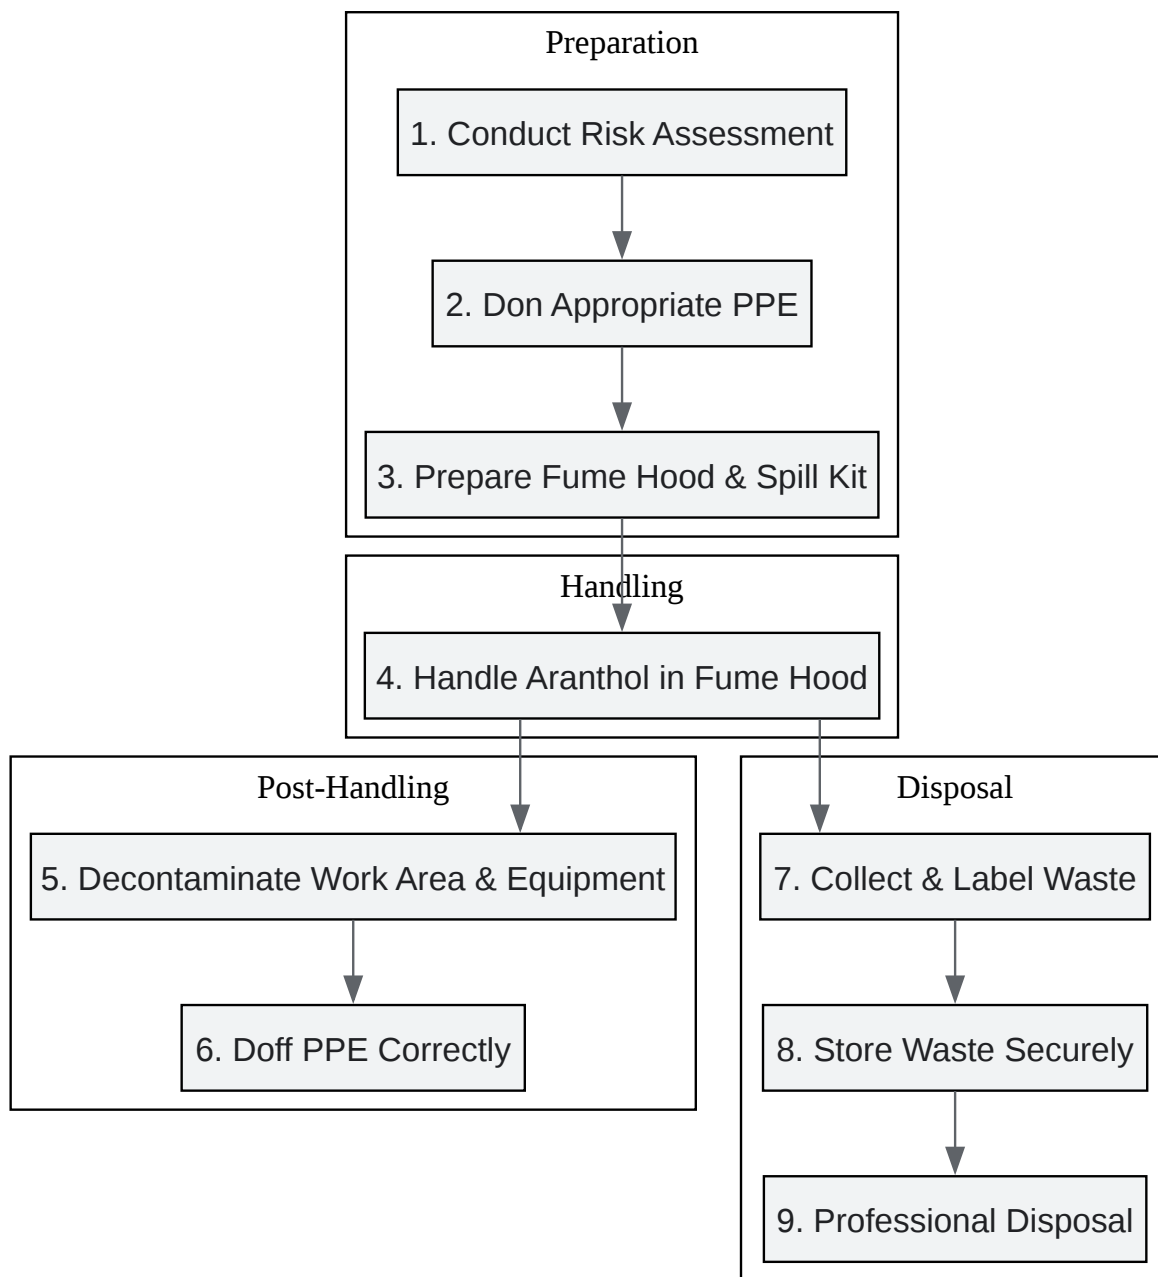 Preparation
1. Conduct Risk Assessment
2. Don Appropriate PPE
3. Prepare Fume Hood & Spill Kit
Handling
4. Handle Aranthol in Fume Hood
Post-Handling
5. Decontaminate Work Area & Equipment
6. Doff PPE Correctly
Disposal
7. Collect & Label Waste
8. Store Waste Securely
9. Professional Disposal